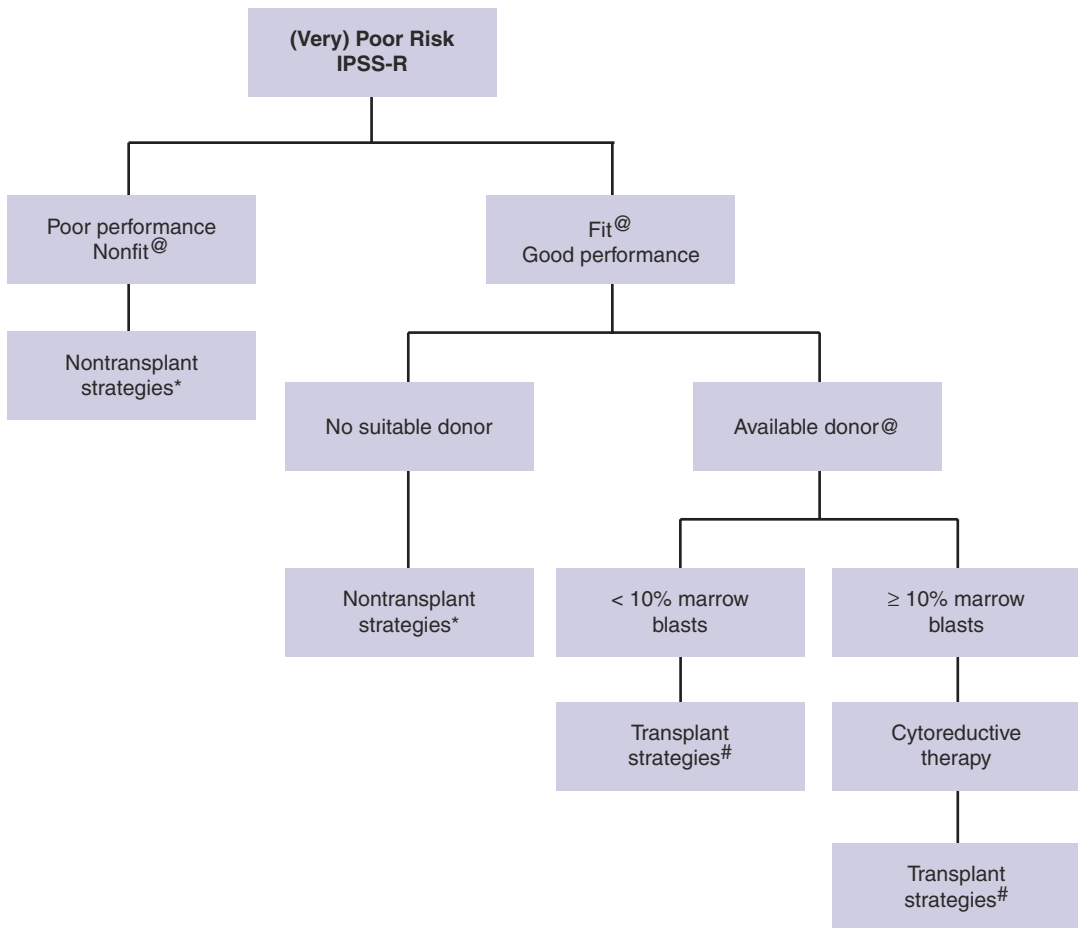 (Very) Poor Risk
IPSS-R
Poor performance
Nonfit@
Fit@
Good performance
Nontransplant
strategies*
No suitable donor
Available donor@
Nontransplant
strategies*
< 10% marrow
blasts
≥ 10% marrow
blasts
Transplant
strategies#
Cytoreductive
therapy
Transplant
strategies#